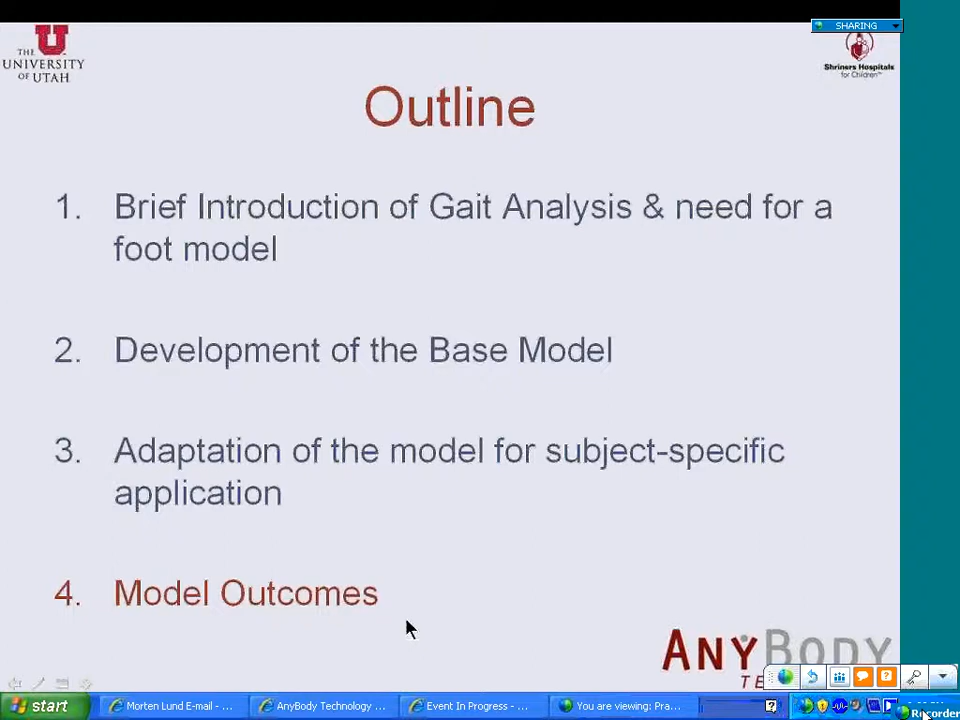 SHARING
THE
UNIVERSITY
OF UTAH
Shriners Hospitals
for Children™
Outline
1. Brief Introduction of Gait Analysis & need for a
foot model
2. Development of the Base Model
3. Adaptation of the model for subject-specific
application
4. Model Outcomes
ANYBODY
start
Morten Lund E-mail - ...
AnyBody Technology ...
Event In Progress - ...
You are viewing: Pra...
Recorder